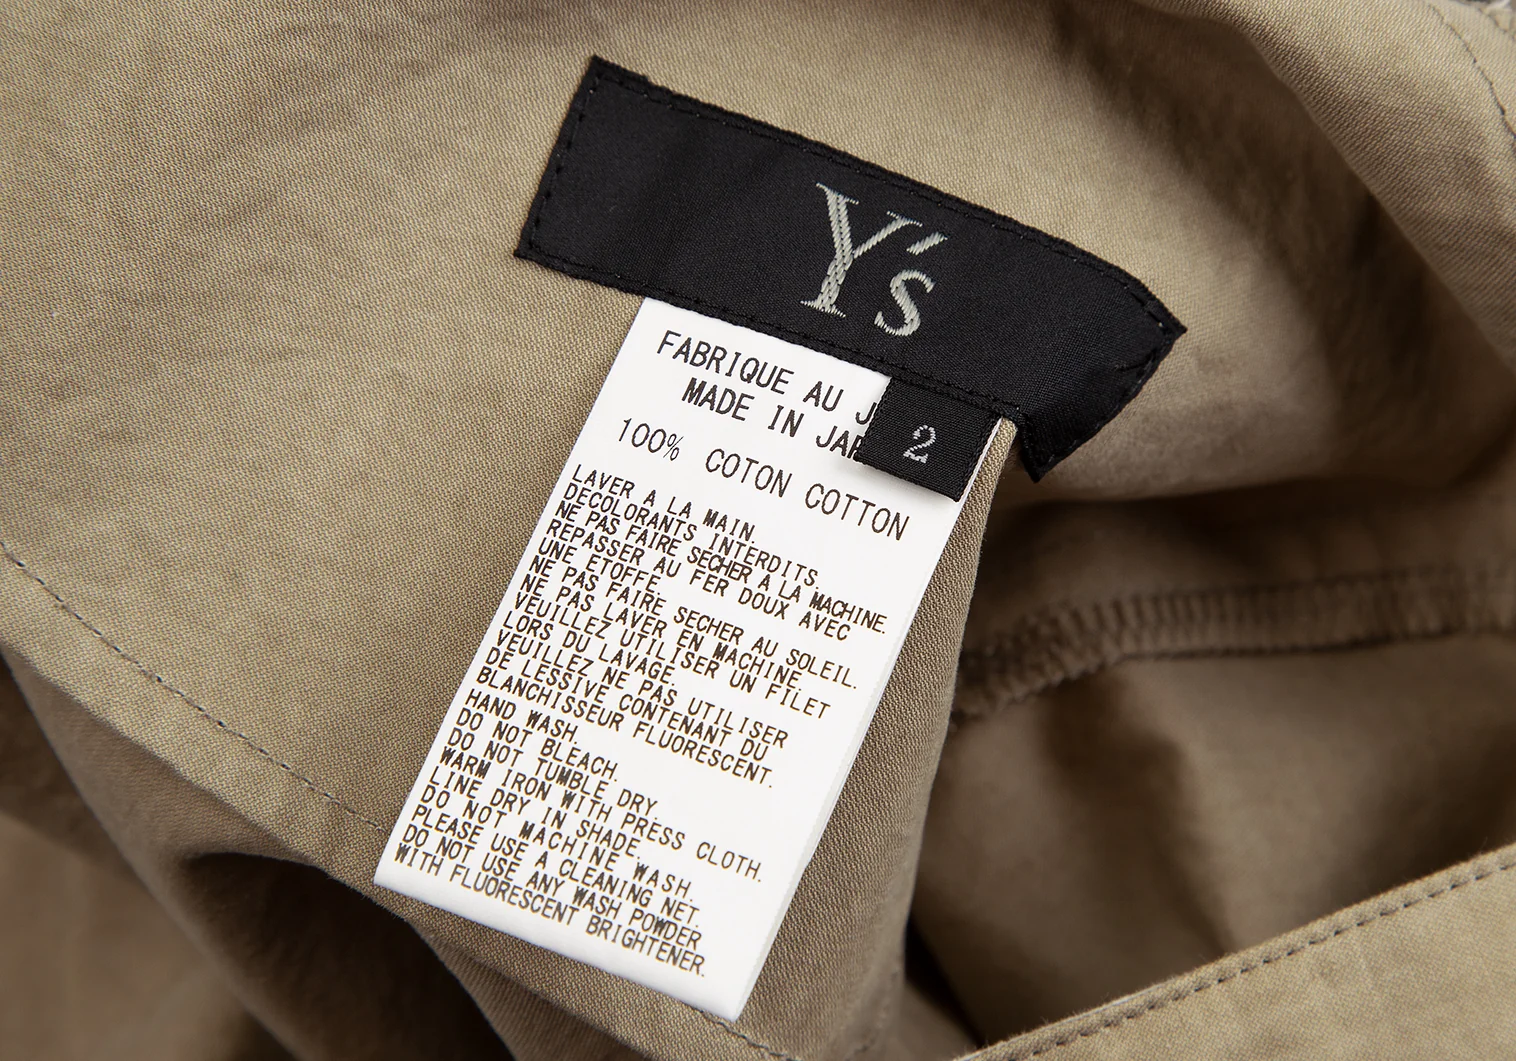 Y's
2
FABRIQUE AU J
MADE IN JAP
100% COTON COTTON
LAVER A LA MAIN.
DECOLORANTS INTERDITS.
NE PAS FAIRE SECHER A LA MACHINE.
REPASSER AU FER DOUX AVEC
UNE ETOFFE.
NE PAS FAIRE SECHER AU SOLEIL.
NE PAS LAVER EN MACHINE.
VEUILLEZ UTILISER UN FILET
LORS DU LAVAGE.
VEUILLEZ NE PAS UTILISER
DE LESSIVE CONTENANT DU
BLANCHISSEUR FLUORESCENT.
HAND WASH.
DO NOT BLEACH.
DO NOT TUMBLE DRY.
WARM IRON WITH PRESS CLOTH.
LINE DRY IN SHADE.
DO NOT MACHINE WASH.
PLEASE USE A CLEANING NET.
DO NOT USE ANY WASH POWDER
WITH FLUORESCENT BRIGHTENER.